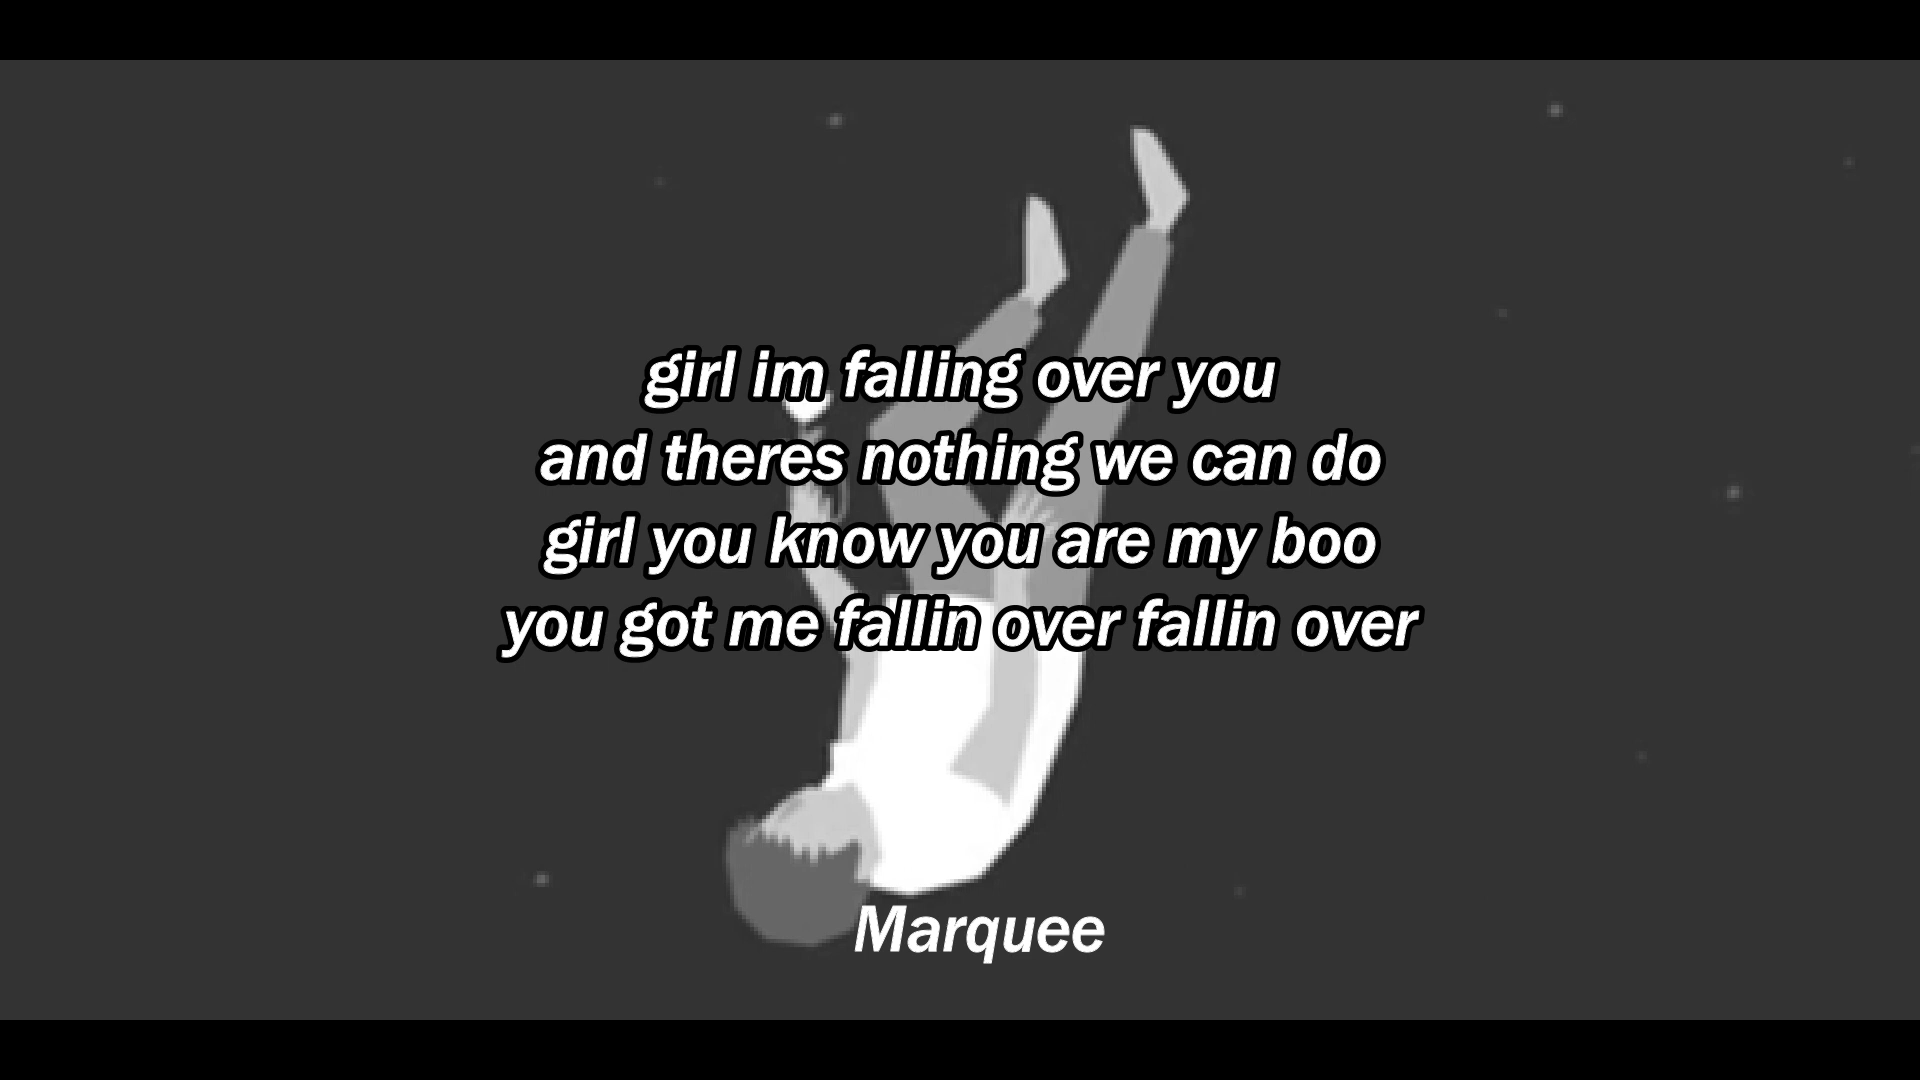 girl im falling over you
and theres nothing we can do
girl you know you are my boo
you got me fallin over fallin over
Marquee